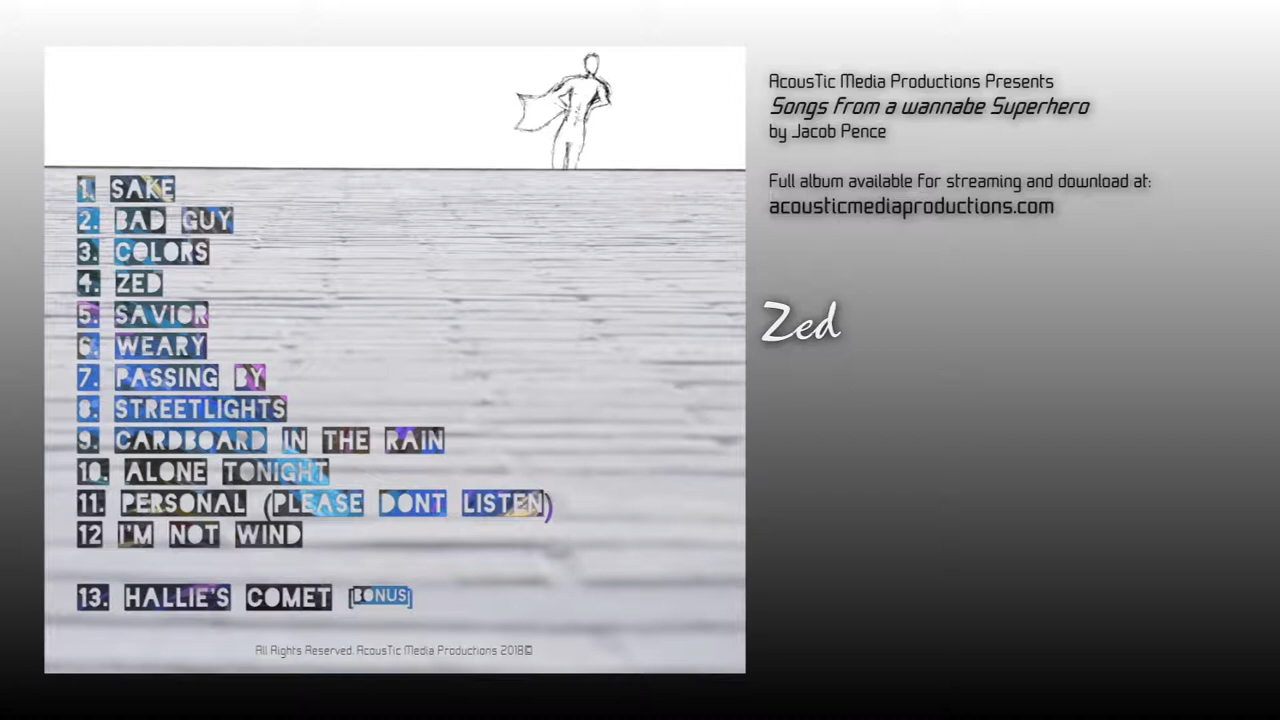 1. SAKE
2. BAD GUY
3. COLORS
4. ZED
5. SAVIOR
6. WEARY
7. PASSING BY
8. STREETLIGHTS
9. CARDBOARD IN THE RAIN
10. ALONE TONIGHT
11. PERSONAL (PLEASE DONT LISTEN)
12 I'M NOT WIND
13. HALLIE'S COMET [BONUS]
All Rights Reserved. AcousTic Media Productions 2018©
AcousTic Media Productions Presents
Songs from a wannabe Superhero
by Jacob Pence
Full album available for streaming and download at:
acousticmediaproductions.com
Zed